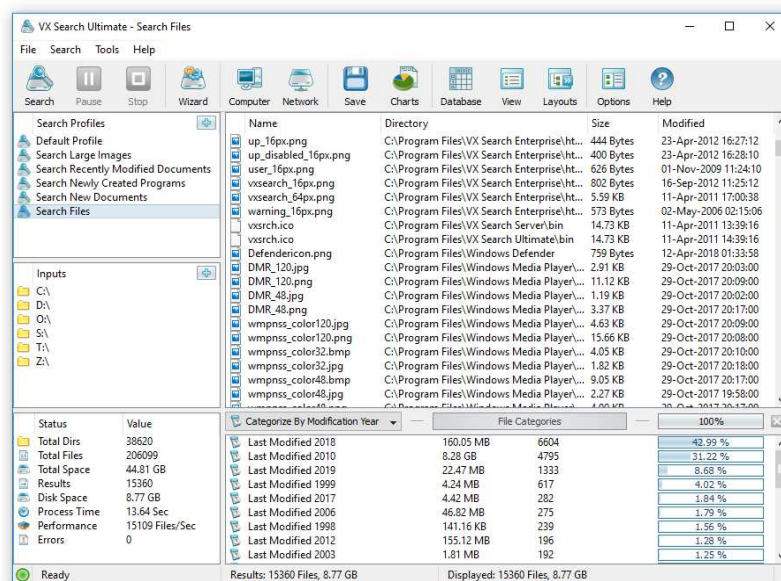 VX Search Ultimate - Search Files
File Search Tools Help
Search Pause Stop Wizard Computer Network Save Charts Database View Layouts Options Help
Search Profiles
Default Profile
Search Large Images
Search Recently Modified Documents
Search Newly Created Programs
Search New Documents
Search Files
Inputs
C:\
D:\
O:\
S:\
T:\
Z:\
Status Value
Total Dirs 38620
Total Files 206099
Total Space 44.81 GB
Results 15360
Disk Space 8.77 GB
Process Time 13.64 Sec
Performance 15109 Files/Sec
Errors 0
Name Directory Size Modified
up_16px.png C:\Program Files\VX Search Enterprise\ht... 444 Bytes 23-Apr-2012 16:27:12
up_disabled_16px.png C:\Program Files\VX Search Enterprise\ht... 400 Bytes 23-Apr-2012 16:28:10
user_16px.png C:\Program Files\VX Search Enterprise\ht... 626 Bytes 01-Nov-2009 11:24:10
vxsearch_16px.png C:\Program Files\VX Search Enterprise\ht... 802 Bytes 16-Sep-2012 11:25:12
vxsearch_64px.png C:\Program Files\VX Search Enterprise\ht... 5.59 KB 11-Apr-2011 17:00:38
warning_16px.png C:\Program Files\VX Search Enterprise\ht... 573 Bytes 02-May-2006 02:15:06
vxsrch.ico C:\Program Files\VX Search Server\bin 14.73 KB 11-Apr-2011 13:39:16
vxsrch.ico C:\Program Files\VX Search Ultimate\bin 14.73 KB 11-Apr-2011 14:39:16
Defendericon.png C:\Program Files\Windows Defender 759 Bytes 12-Apr-2018 01:33:58
DMR_120.jpg C:\Program Files\Windows Media Player\... 2.91 KB 29-Oct-2017 20:03:00
DMR_120.png C:\Program Files\Windows Media Player\... 11.12 KB 29-Oct-2017 20:09:00
DMR_48.jpg C:\Program Files\Windows Media Player\... 1.19 KB 29-Oct-2017 20:02:00
DMR_48.png C:\Program Files\Windows Media Player\... 3.37 KB 29-Oct-2017 20:17:00
wmpnss_color120.jpg C:\Program Files\Windows Media Player\... 4.63 KB 29-Oct-2017 20:09:00
wmpnss_color120.png C:\Program Files\Windows Media Player\... 15.66 KB 29-Oct-2017 20:08:00
wmpnss_color32.bmp C:\Program Files\Windows Media Player\... 4.05 KB 29-Oct-2017 20:10:00
wmpnss_color32.jpg C:\Program Files\Windows Media Player\... 1.82 KB 29-Oct-2017 20:18:00
wmpnss_color48.bmp C:\Program Files\Windows Media Player\... 9.05 KB 29-Oct-2017 20:17:00
wmpnss_color48.jpg C:\Program Files\Windows Media Player\... 2.27 KB 29-Oct-2017 19:58:00
Categorize By Modification Year File Categories 100%
Last Modified 2018 160.05 MB 6604 42.99 %
Last Modified 2010 8.28 GB 4795 31.22 %
Last Modified 2019 22.47 MB 1333 8.68 %
Last Modified 1999 4.24 MB 617 4.02 %
Last Modified 2017 4.42 MB 282 1.84 %
Last Modified 2006 46.82 MB 275 1.79 %
Last Modified 1998 141.16 KB 239 1.56 %
Last Modified 2012 155.12 MB 196 1.28 %
Last Modified 2003 1.81 MB 192 1.25 %
Ready Results: 15360 Files, 8.77 GB Displayed: 15360 Files, 8.77 GB